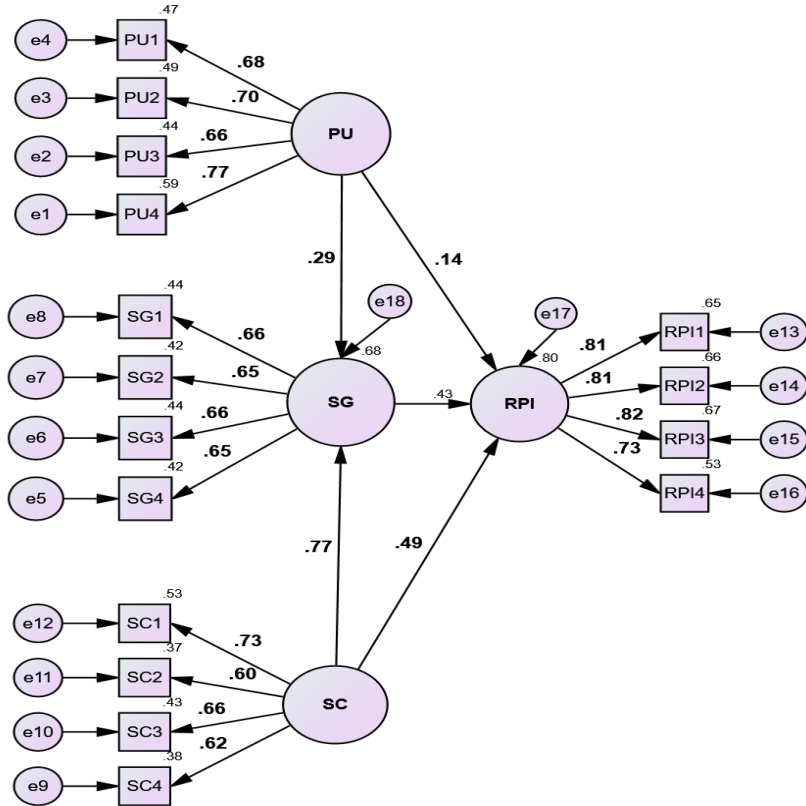 .47
e4 PU1
.68
.49
e3 PU2
.70
.44
e2 PU3
.66
.59
e1 PU4
.77
PU
.29
.14
.44
e8 SG1
.66
.42
e7 SG2
.65
.44
e6 SG3
.66
.42
e5 SG4
.65
e18
.68
SG
.43
e17
.80
RPI
.65
.81 RPI1 e13
.66
.81 RPI2 e14
.67
.82 RPI3 e15
.53
.73 RPI4 e16
.77
.49
.53
e12 SC1
.73
.37
e11 SC2
.60
.43
e10 SC3
.66
.38
e9 SC4
.62
SC